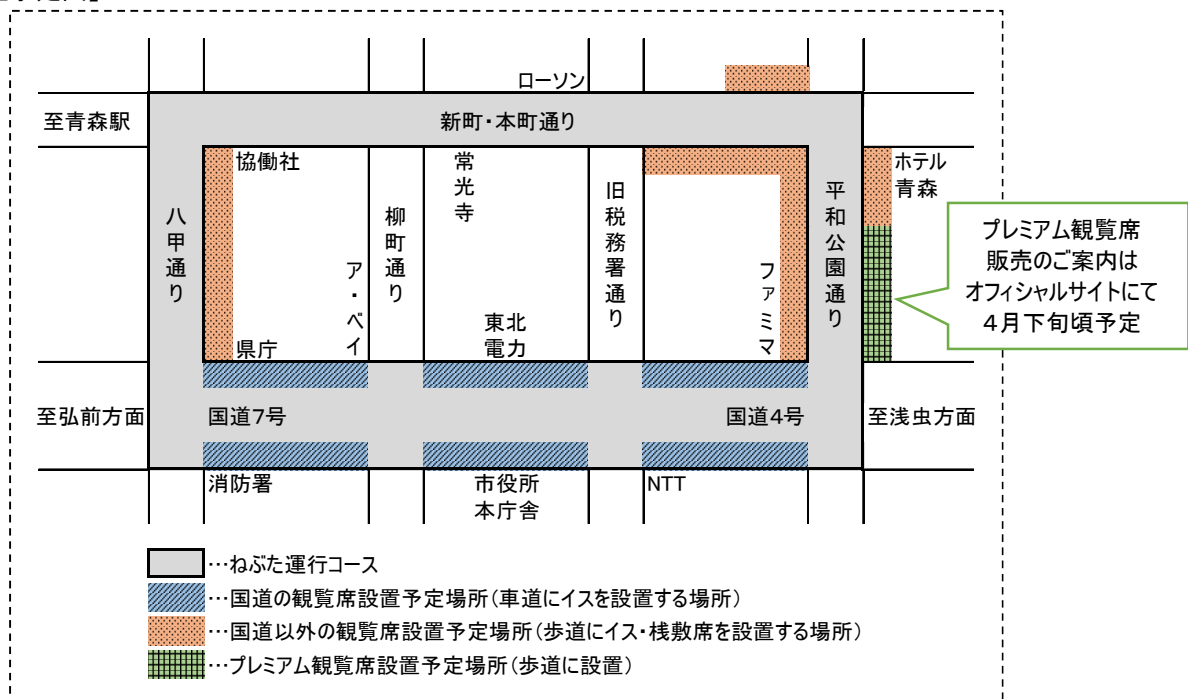 ローソン
至青森駅
新町・本町通り
協働社
常光寺
ホテル
青森
八甲通り
柳町通り
旧税務署通り
平和公園通り
ア・ベイ
ファミマ
プレミアム観覧席
販売のご案内は
オフィシャルサイトにて
４月下旬頃予定
県庁
東北
電力
至弘前方面
国道７号
国道４号
至浅虫方面
消防署
市役所
本庁舎
NTT
…ねぶた運行コース
…国道の観覧席設置予定場所（車道にイスを設置する場所）
…国道以外の観覧席設置予定場所（歩道にイス・桟敷席を設置する場所）
…プレミアム観覧席設置予定場所（歩道に設置）